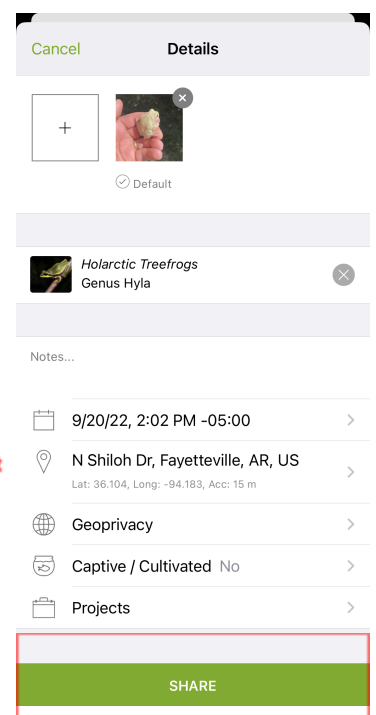 Cancel Details
Default
Holarctic Treefrogs
Genus Hyla
Notes...
9/20/22, 2:02 PM -05:00
N Shiloh Dr, Fayetteville, AR, US
Lat: 36.104, Long: -94.183, Acc: 15 m
Geoprivacy
Captive / Cultivated No
Projects
SHARE